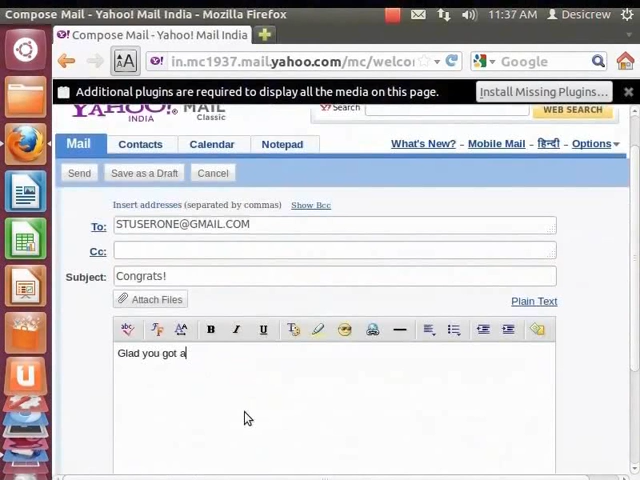 Compose Mail - Yahoo! Mail India - Mozilla Firefox
11:37 AM
Desicrew
Compose Mail - Yahoo! Mail India
in.mc1937.mail.yahoo.com/mc/welco
Google
Additional plugins are required to display all the media on this page.
Install Missing Plugins...
YAHOO! MAIL
INDIA
Classic
Search
WEB SEARCH
Mail
Contacts
Calendar
Notepad
What's New? - Mobile Mail - हिन्दी - Options
Send
Save as a Draft
Cancel
Insert addresses (separated by commas)
Show Bcc
To:
STUSERONE@GMAIL.COM
Cc:
Subject:
Congrats!
Attach Files
Plain Text
B
I
U
Glad you got a